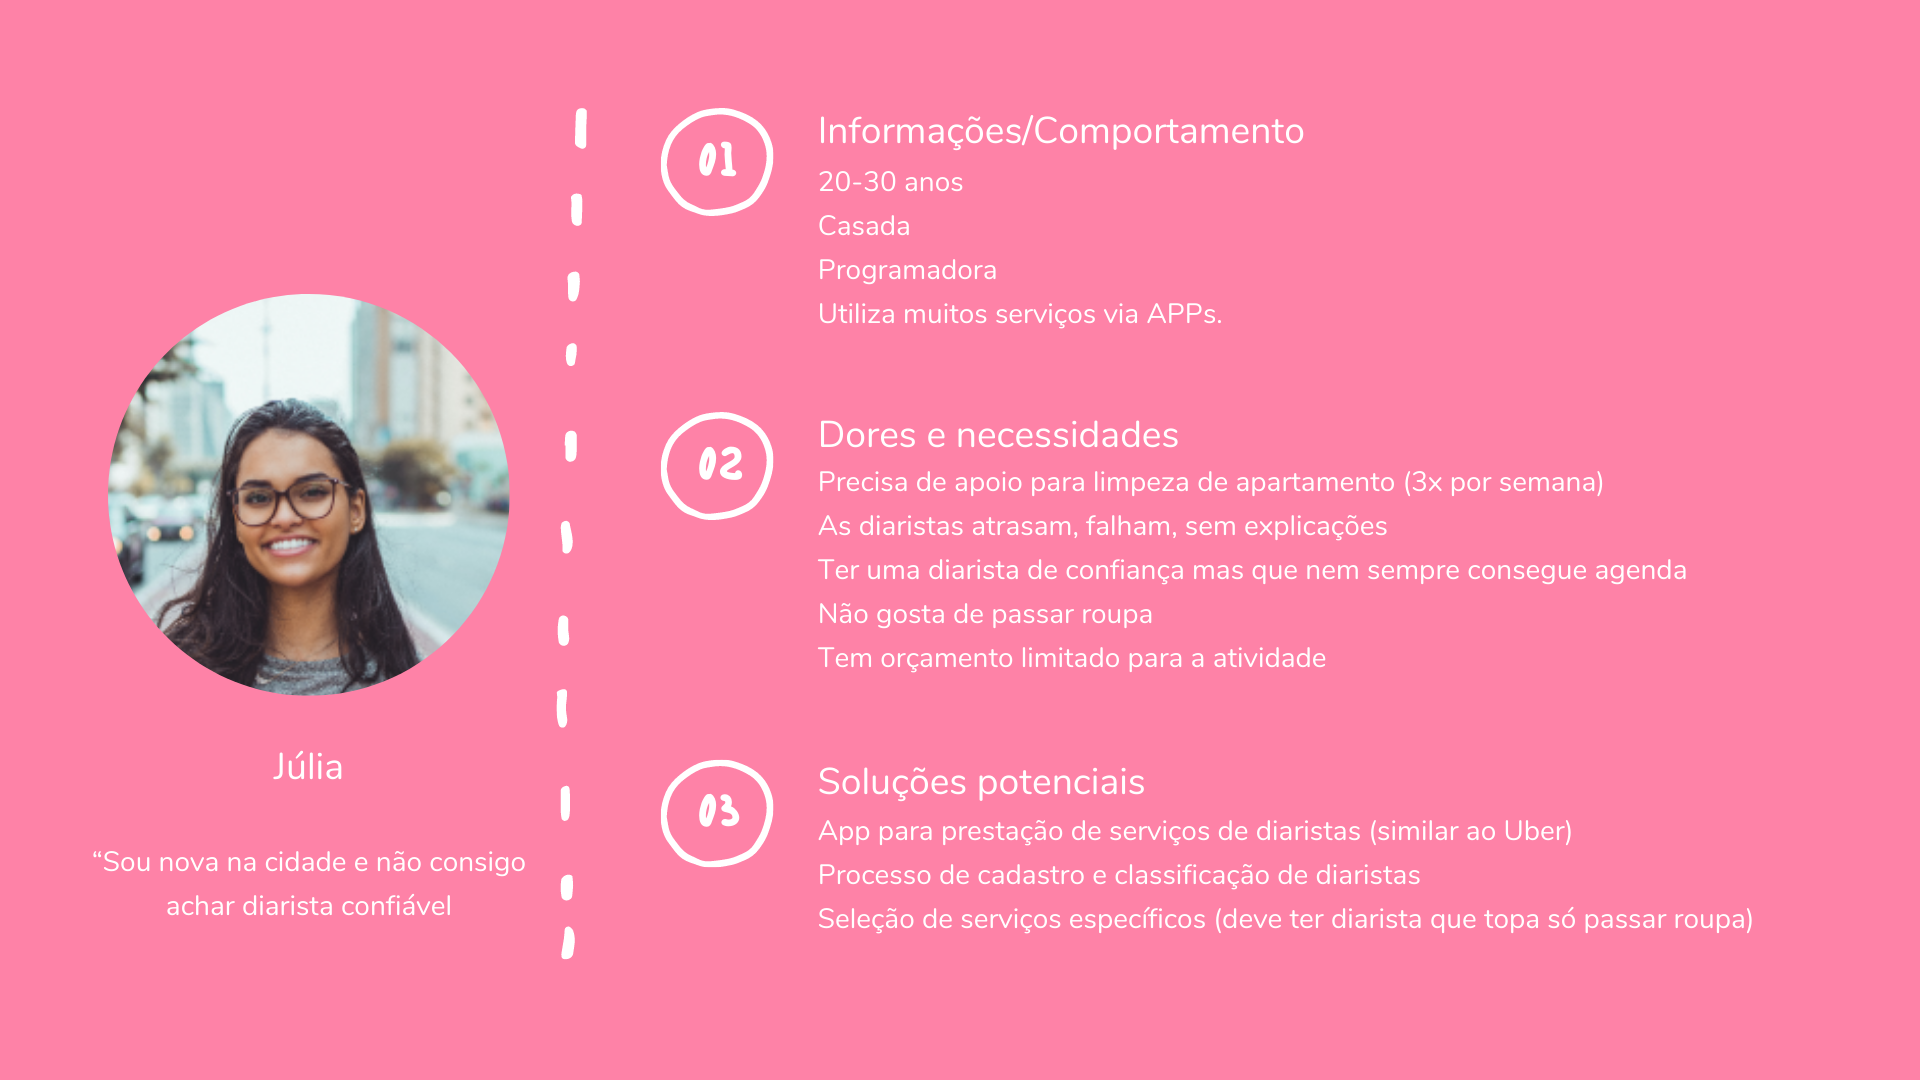 Júlia
“Sou nova na cidade e não consigo
achar diarista confiável
01
Informações/Comportamento
20-30 anos
Casada
Programadora
Utiliza muitos serviços via APPs.
02
Dores e necessidades
Precisa de apoio para limpeza de apartamento (3x por semana)
As diaristas atrasam, falham, sem explicações
Ter uma diarista de confiança mas que nem sempre consegue agenda
Não gosta de passar roupa
Tem orçamento limitado para a atividade
03
Soluções potenciais
App para prestação de serviços de diaristas (similar ao Uber)
Processo de cadastro e classificação de diaristas
Seleção de serviços específicos (deve ter diarista que topa só passar roupa)